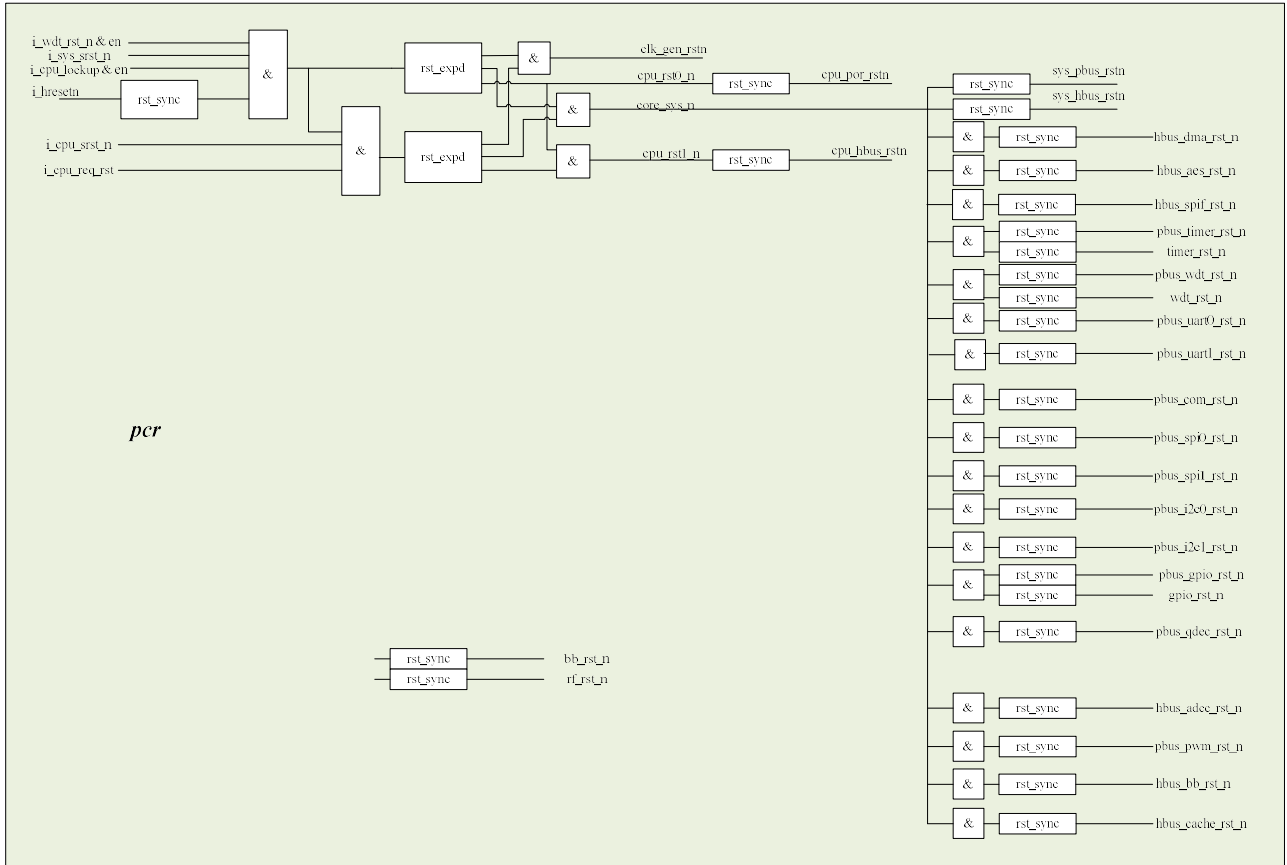 i_wdt_rst_n & en
i_sys_srst_n
i_cpu_lockup & en
i_hresetn
rst_sync
&
i_cpu_srst_n
i_cpu_req_rst
&
rst_expd
rst_expd
&
clk_gen_rstn
cpu_rst0_n
rst_sync
cpu_por_rstn
&
core_sys_n
&
cpu_rst1_n
rst_sync
cpu_hbus_rstn
rst_sync
sys_pbus_rstn
rst_sync
sys_hbus_rstn
& rst_sync hbus_dma_rst_n
& rst_sync hbus_aes_rst_n
& rst_sync hbus_spif_rst_n
& rst_sync pbus_timer_rst_n
rst_sync timer_rst_n
& rst_sync pbus_wdt_rst_n
rst_sync wdt_rst_n
& rst_sync pbus_uart0_rst_n
& rst_sync pbus_uart1_rst_n
& rst_sync pbus_com_rst_n
& rst_sync pbus_spi0_rst_n
& rst_sync pbus_spi1_rst_n
& rst_sync pbus_i2c0_rst_n
& rst_sync pbus_i2c1_rst_n
& rst_sync pbus_gpio_rst_n
rst_sync gpio_rst_n
& rst_sync pbus_qdec_rst_n
& rst_sync hbus_adcc_rst_n
& rst_sync pbus_pwm_rst_n
& rst_sync hbus_bb_rst_n
& rst_sync hbus_cache_rst_n
pcr
rst_sync bb_rst_n
rst_sync rf_rst_n